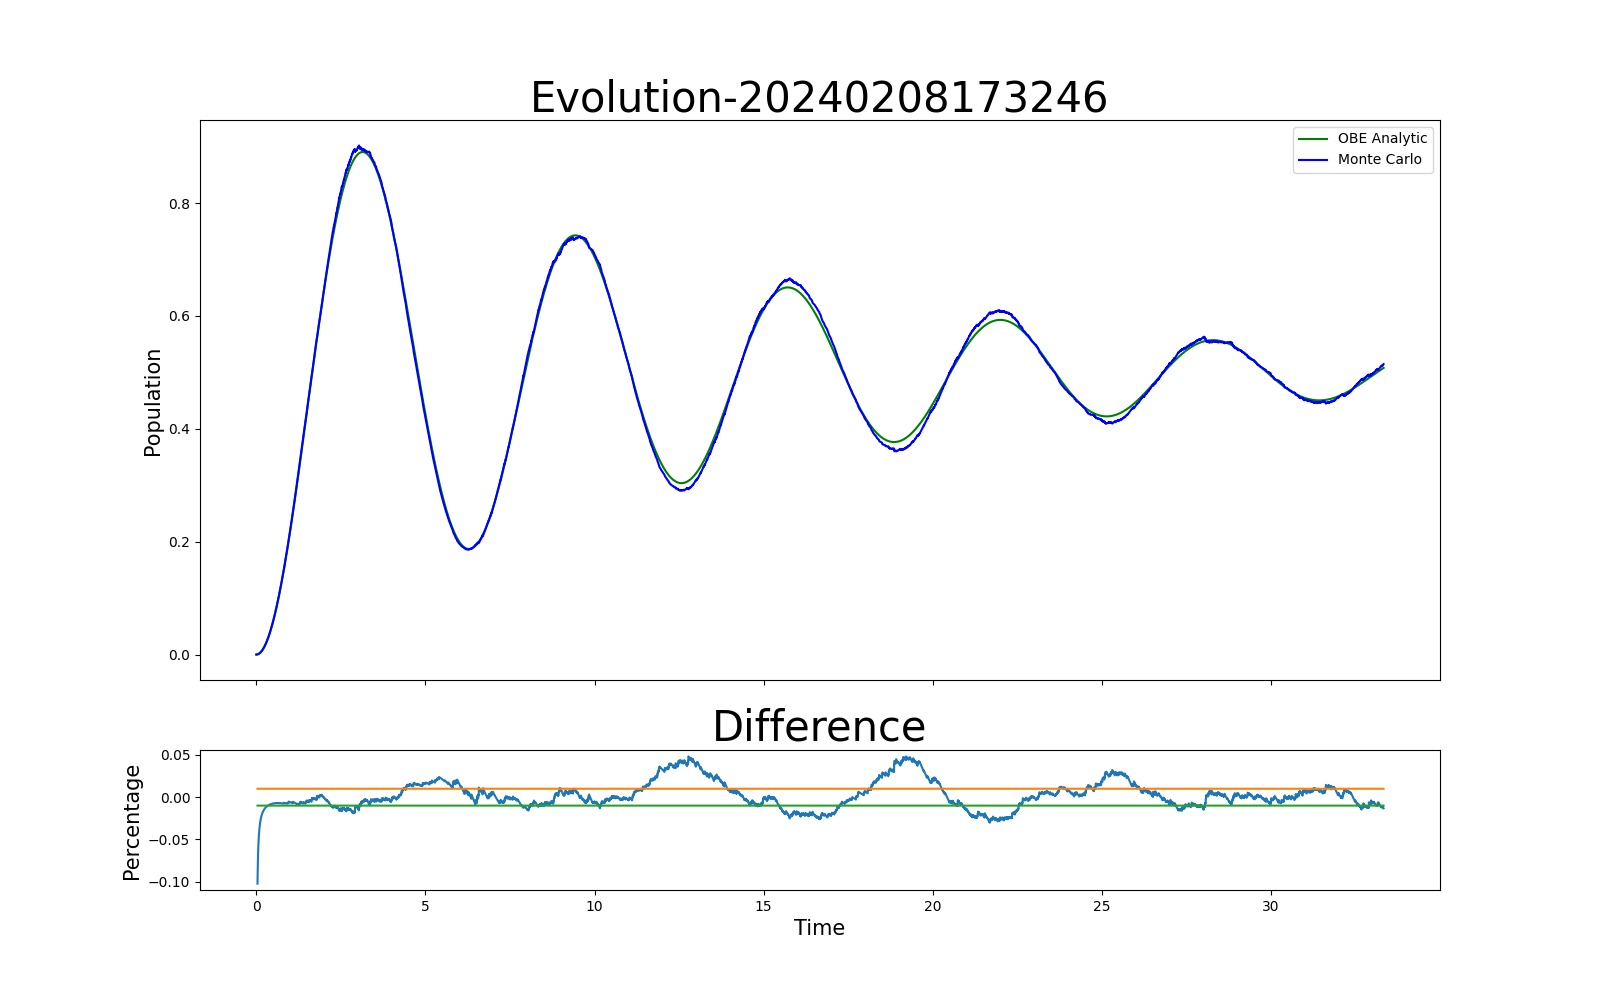 Evolution-20240208173246
OBE Analytic
Monte Carlo
Population
0.8
0.6
0.4
0.2
0.0
Difference
Percentage
0.05
0.00
−0.05
−0.10
0 5 10 15 20 25 30
Time